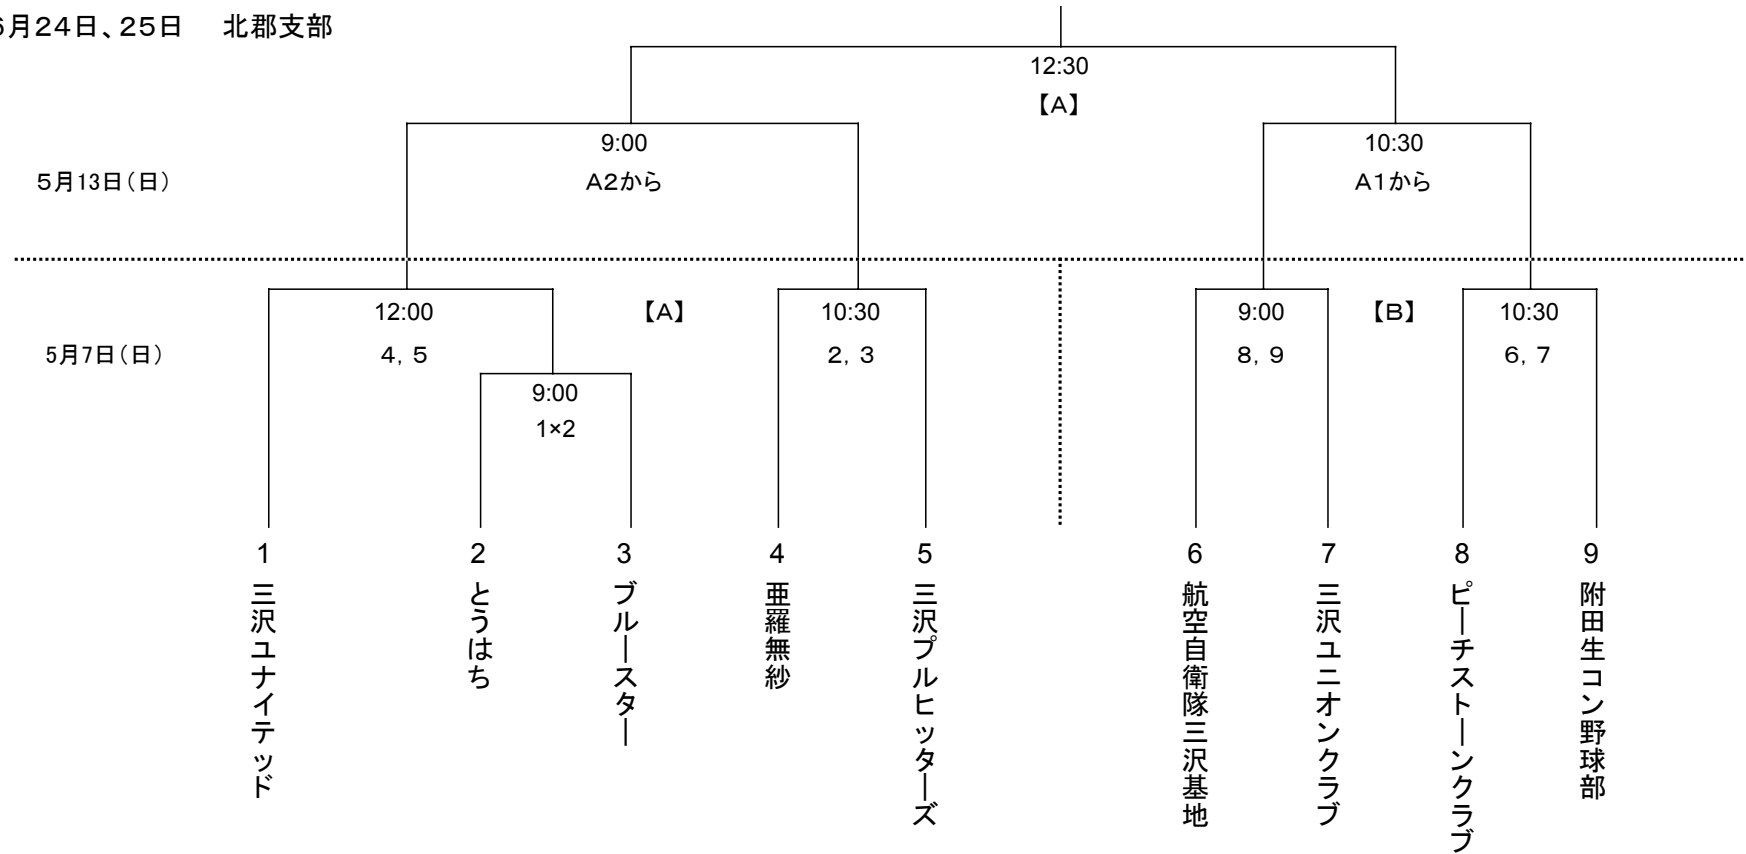 月24日、25日 北郡支部
12:30
【A】
9:00
10:30
5月13日(日)
A2から
A1から
12:00
【A】
10:30
9:00
【B】
10:30
5月7日(日)
4, 5
2, 3
8, 9
6, 7
9:00
1×2
1
2
3
4
5
6
7
8
9
三沢ユナイテッド
とうはち
ブルースター
亜羅無紗
三沢プルヒッターズ
航空自衛隊三沢基地
三沢ユニオンクラブ
ピーチストーンクラブ
附田生コン野球部